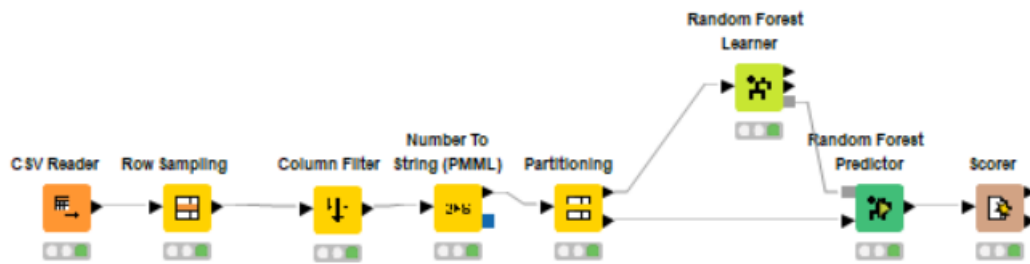 Random Forest
Learner
CSV Reader
Row Sampling
Column Filter
Number To
String (PMML)
Partitioning
Random Forest
Predictor
Scorer